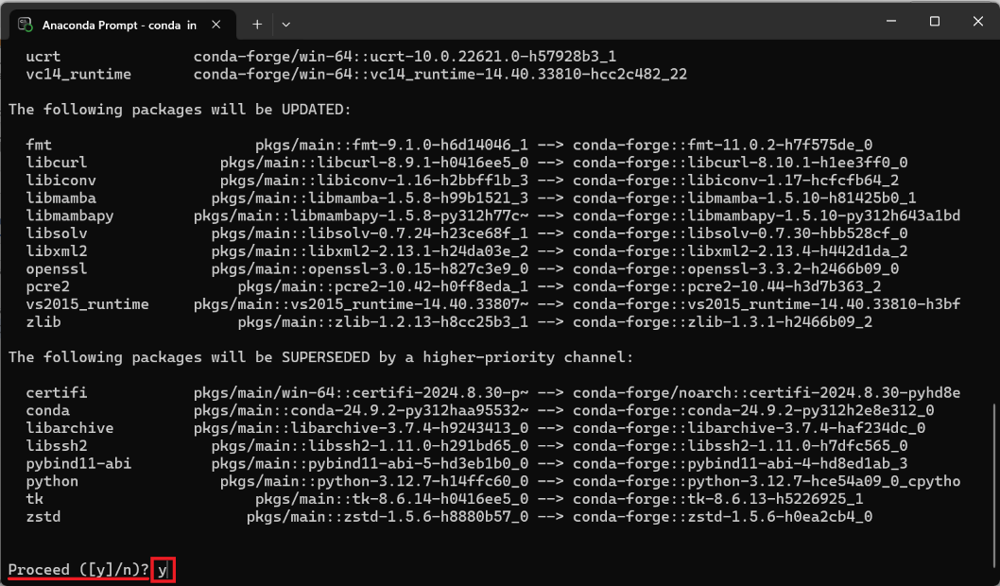 Anaconda Prompt - conda in
ucrt conda-forge/win-64::ucrt-10.0.22621.0-h57928b3_1
vc14_runtime conda-forge/win-64::vc14_runtime-14.40.33810-hcc2c482_22
The following packages will be UPDATED:
fmt pkgs/main::fmt-9.1.0-h6d14046_1 --> conda-forge::fmt-11.0.2-h7f575de_0
libcurl pkgs/main::libcurl-8.9.1-h0416ee5_0 --> conda-forge::libcurl-8.10.1-h1ee3ff0_0
libiconv pkgs/main::libiconv-1.16-h2bbff1b_3 --> conda-forge::libiconv-1.17-hcfcfb64_2
libmamba pkgs/main::libmamba-1.5.8-h99b1521_3 --> conda-forge::libmamba-1.5.10-h81425b0_1
libmambapy pkgs/main::libmambapy-1.5.8-py312h77c~ --> conda-forge::libmambapy-1.5.10-py312h643a1bd
libsolv pkgs/main::libsolv-0.7.24-h23ce68f_1 --> conda-forge::libsolv-0.7.30-hbb528cf_0
libxml2 pkgs/main::libxml2-2.13.1-h24da03e_2 --> conda-forge::libxml2-2.13.4-h442d1da_2
openssl pkgs/main::openssl-3.0.15-h827c3e9_0 --> conda-forge::openssl-3.3.2-h2466b09_0
pcre2 pkgs/main::pcre2-10.42-h0ff8eda_1 --> conda-forge::pcre2-10.44-h3d7b363_2
vs2015_runtime pkgs/main::vs2015_runtime-14.40.33807~ --> conda-forge::vs2015_runtime-14.40.33810-h3bf
zlib pkgs/main::zlib-1.2.13-h8cc25b3_1 --> conda-forge::zlib-1.3.1-h2466b09_2
The following packages will be SUPERSEDED by a higher-priority channel:
certifi pkgs/main/win-64::certifi-2024.8.30-p~ --> conda-forge/noarch::certifi-2024.8.30-pyhd8e
conda pkgs/main::conda-24.9.2-py312haa95532~ --> conda-forge::conda-24.9.2-py312h2e8e312_0
libarchive pkgs/main::libarchive-3.7.4-h9243413_0 --> conda-forge::libarchive-3.7.4-haf234dc_0
libssh2 pkgs/main::libssh2-1.11.0-h291bd65_0 --> conda-forge::libssh2-1.11.0-h7dfc565_0
pybind11-abi pkgs/main::pybind11-abi-5-hd3eb1b0_0 --> conda-forge::pybind11-abi-4-hd8ed1ab_3
python pkgs/main::python-3.12.7-h14ffc60_0 --> conda-forge::python-3.12.7-hce54a09_0_cpytho
tk pkgs/main::tk-8.6.14-h0416ee5_0 --> conda-forge::tk-8.6.13-h5226925_1
zstd pkgs/main::zstd-1.5.6-h8880b57_0 --> conda-forge::zstd-1.5.6-h0ea2cb4_0
Proceed ([y]/n)? y